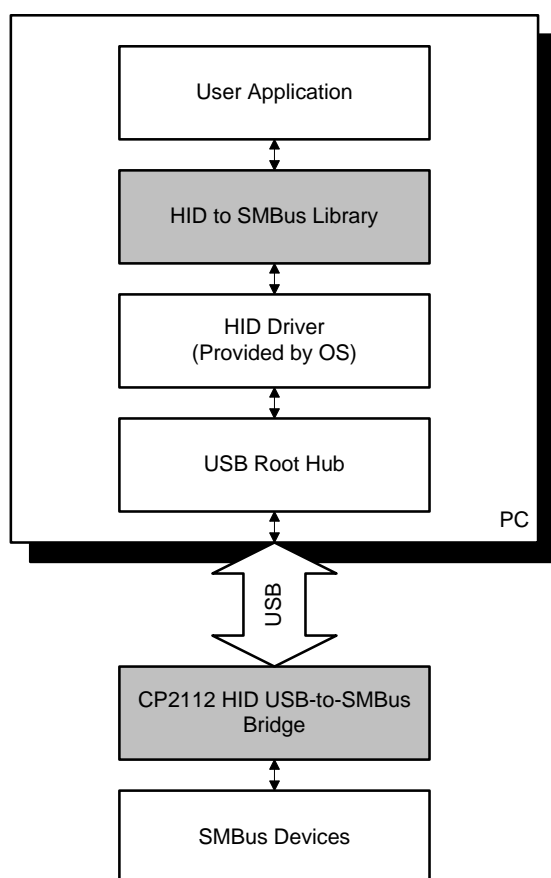 User Application
HID to SMBus Library
HID Driver
(Provided by OS)
USB Root Hub
PC
USB
CP2112 HID USB-to-SMBus
Bridge
SMBus Devices